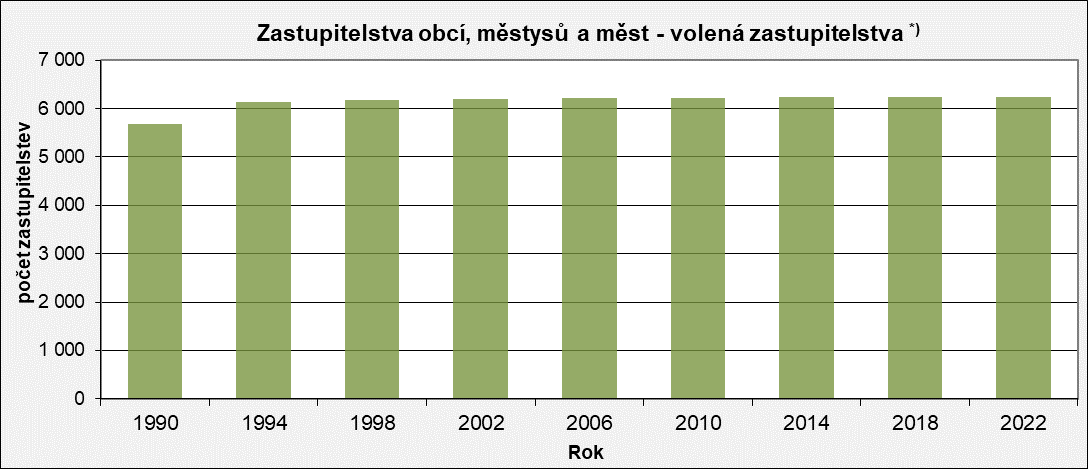 Zastupitelstva obcí, městysů a měst - volená zastupitelstva *)
počet zastupitelstev
7 000
6 000
5 000
4 000
3 000
2 000
1 000
0
1990 1994 1998 2002 2006 2010 2014 2018 2022
Rok